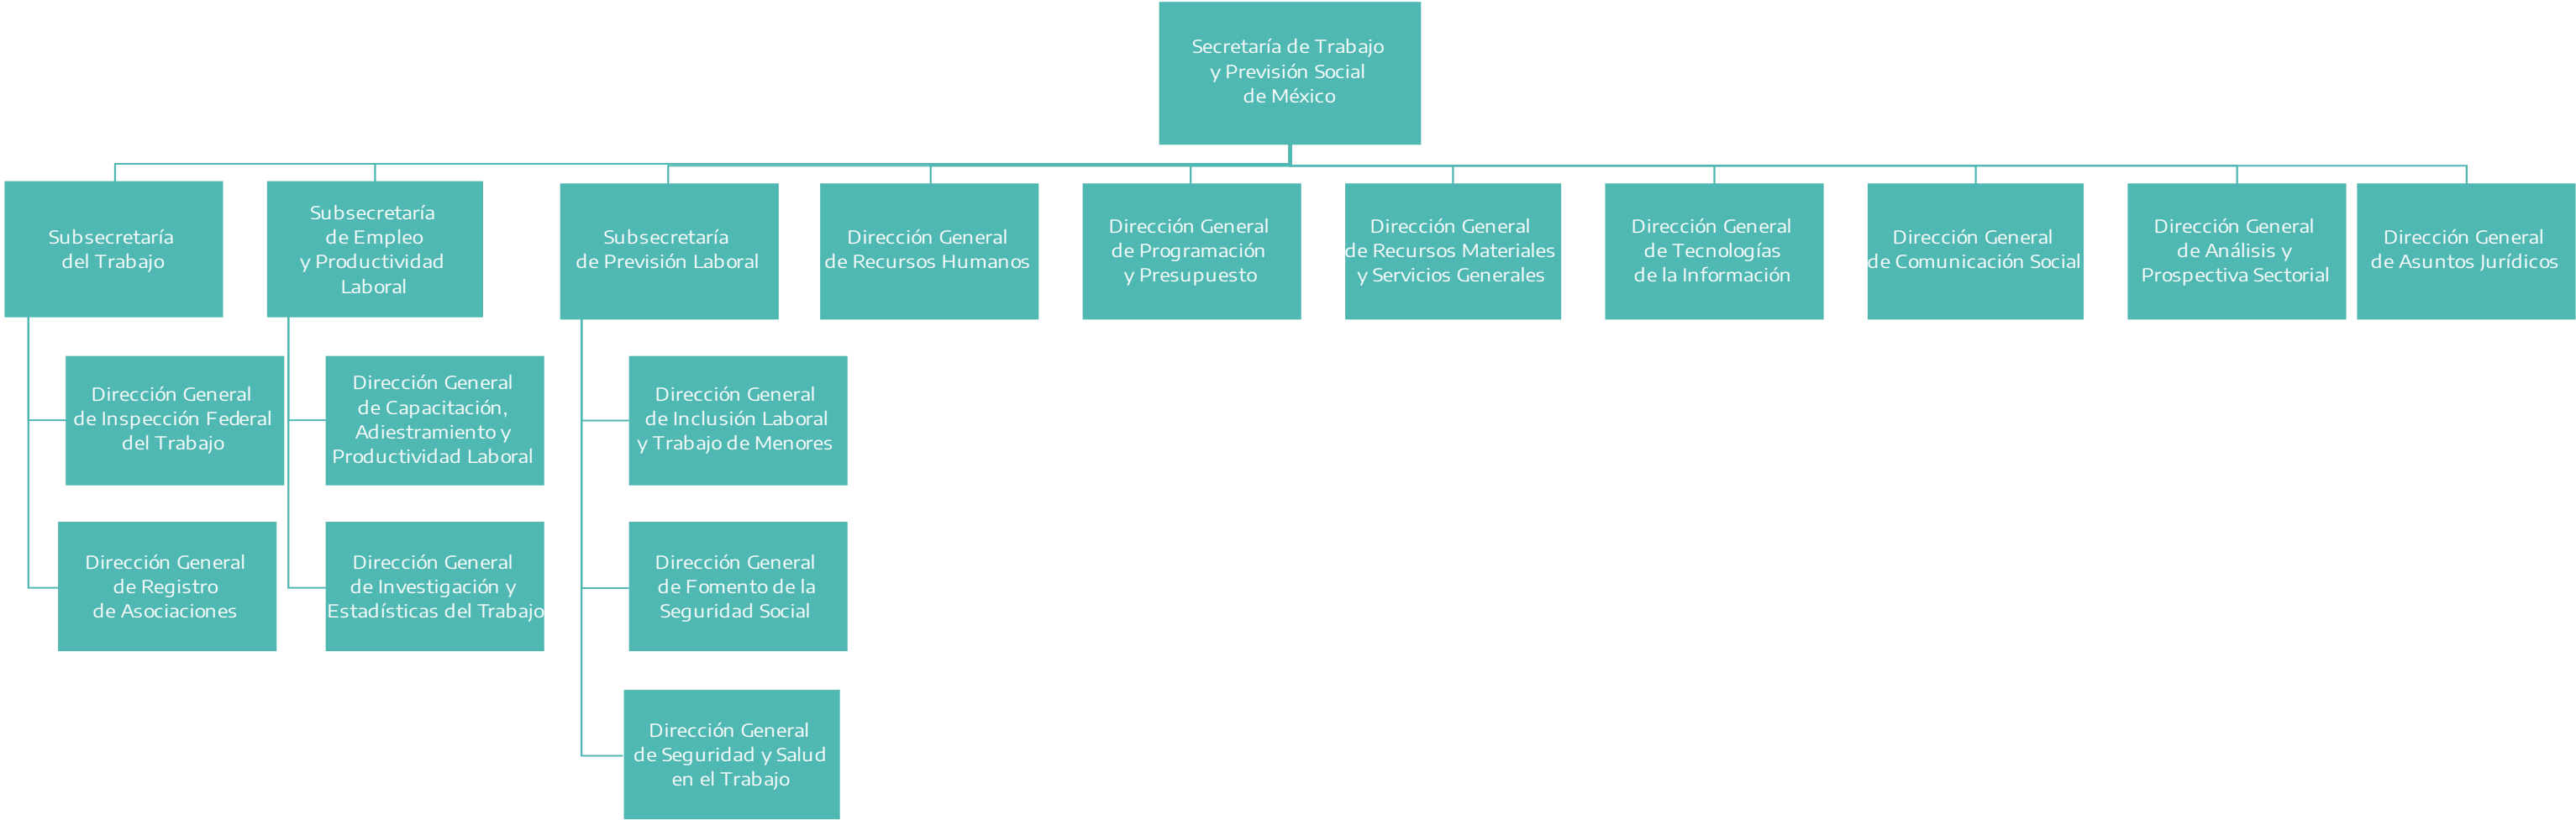 Secretaría de Trabajo
y Previsión Social
de México
Subsecretaría
del Trabajo
Subsecretaría
de Empleo
y Productividad
Laboral
Subsecretaría
de Previsión Laboral
Dirección General
de Recursos Humanos
Dirección General
de Programación
y Presupuesto
Dirección General
de Recursos Materiales
y Servicios Generales
Dirección General
de Tecnologías
de la Información
Dirección General
de Comunicación Social
Dirección General
de Análisis y
Prospectiva Sectorial
Dirección General
de Asuntos Jurídicos
Dirección General
de Inspección Federal
del Trabajo
Dirección General
de Capacitación,
Adiestramiento y
Productividad Laboral
Dirección General
de Inclusión Laboral
y Trabajo de Menores
Dirección General
de Registro
de Asociaciones
Dirección General
de Investigación y
Estadísticas del Trabajo
Dirección General
de Fomento de la
Seguridad Social
Dirección General
de Seguridad y Salud
en el Trabajo